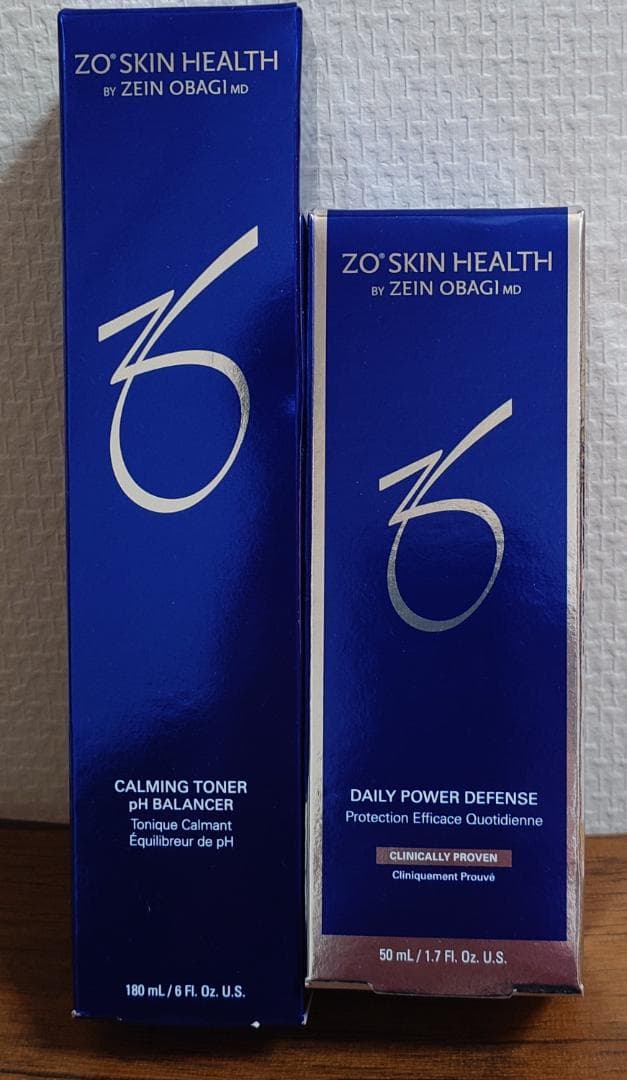 ZO® SKIN HEALTH
BY ZEIN OBAGI MD
CALMING TONER
pH BALANCER
Tonique Calmant
Équilibreur de pH
180 mL / 6 Fl. Oz. U.S.
ZO® SKIN HEALTH
BY ZEIN OBAGI MD
DAILY POWER DEFENSE
Protection Efficace Quotidienne
CLINICALLY PROVEN
Cliniquement Prouvé
50 mL / 1.7 Fl. Oz. U.S.